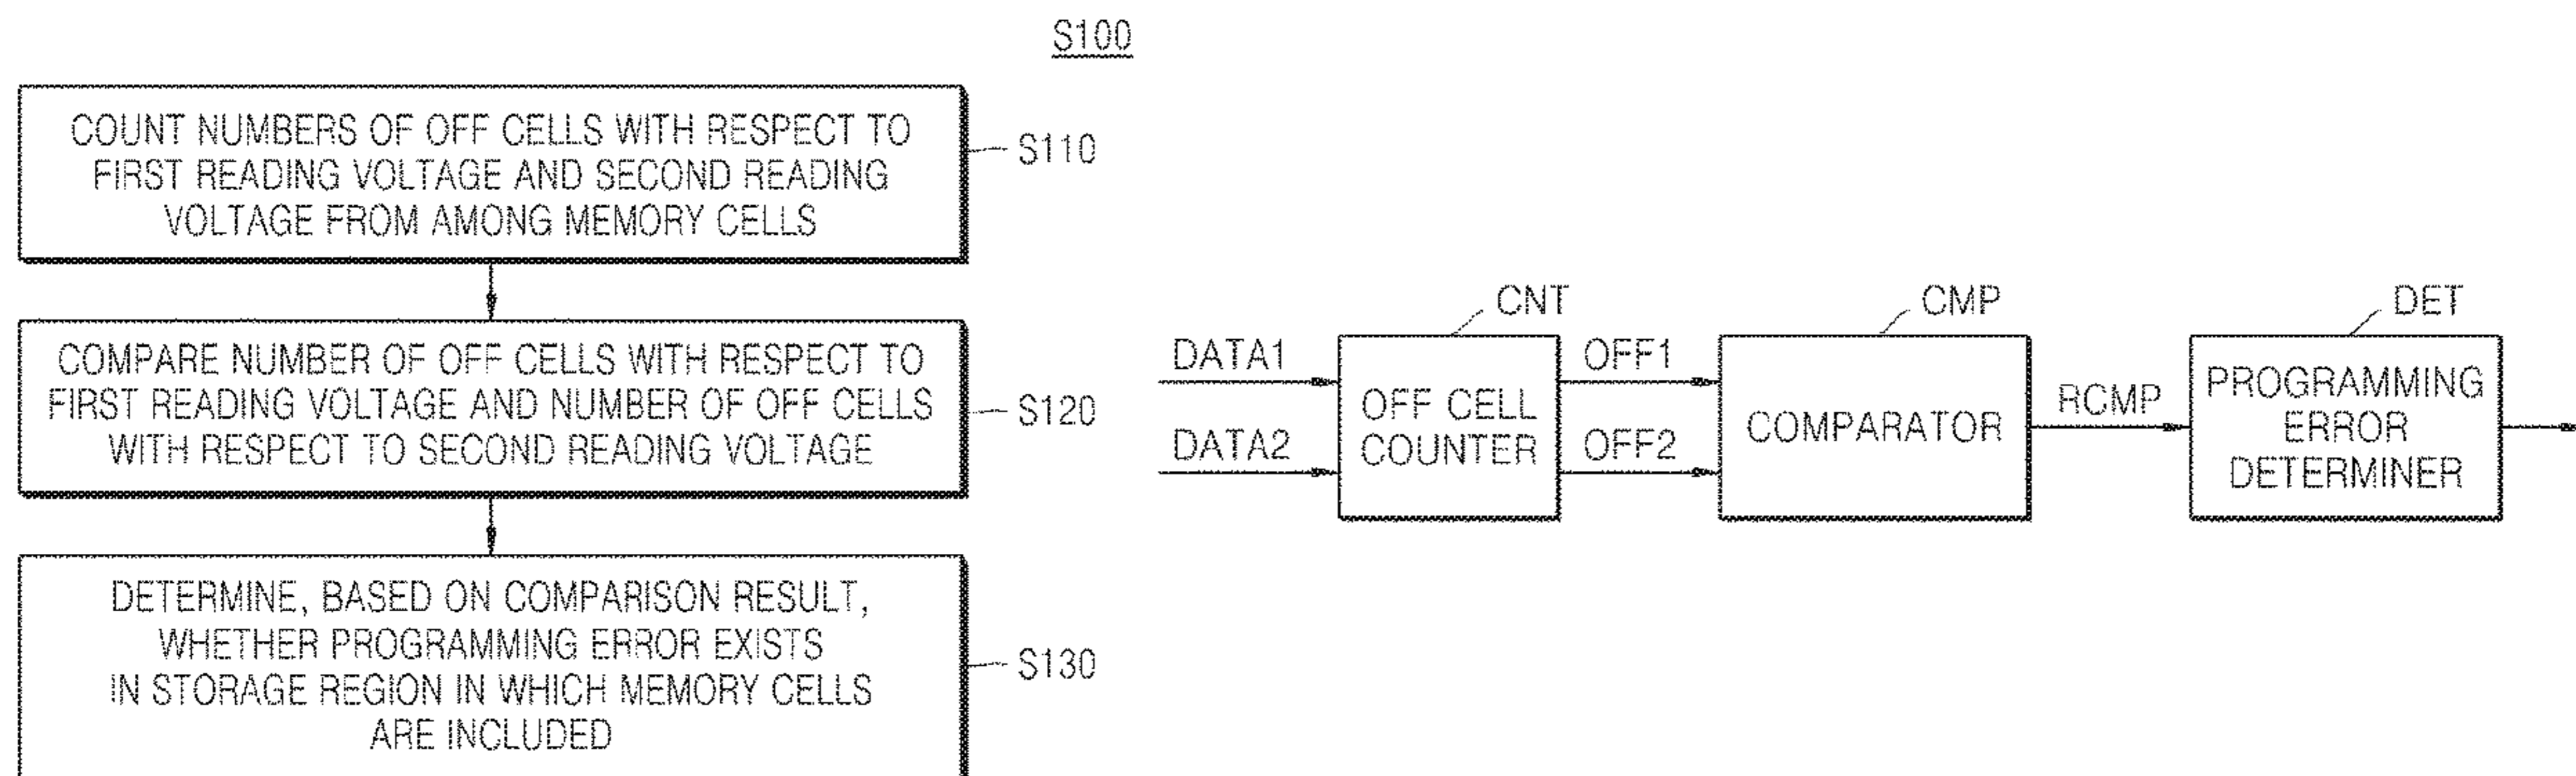 S100
COUNT NUMBERS OF OFF CELLS WITH RESPECT TO
FIRST READING VOLTAGE AND SECOND READING
VOLTAGE FROM AMONG MEMORY CELLS
S110
COMPARE NUMBER OF OFF CELLS WITH RESPECT TO
FIRST READING VOLTAGE AND NUMBER OF OFF CELLS
WITH RESPECT TO SECOND READING VOLTAGE
S120
DETERMINE, BASED ON COMPARISON RESULT,
WHETHER PROGRAMMING ERROR EXISTS
IN STORAGE REGION IN WHICH MEMORY CELLS
ARE INCLUDED
S130
DATA1
DATA2
CNT
OFF CELL
COUNTER
OFF1
OFF2
CMP
COMPARATOR
RCMP
DET
PROGRAMMING
ERROR
DETERMINER